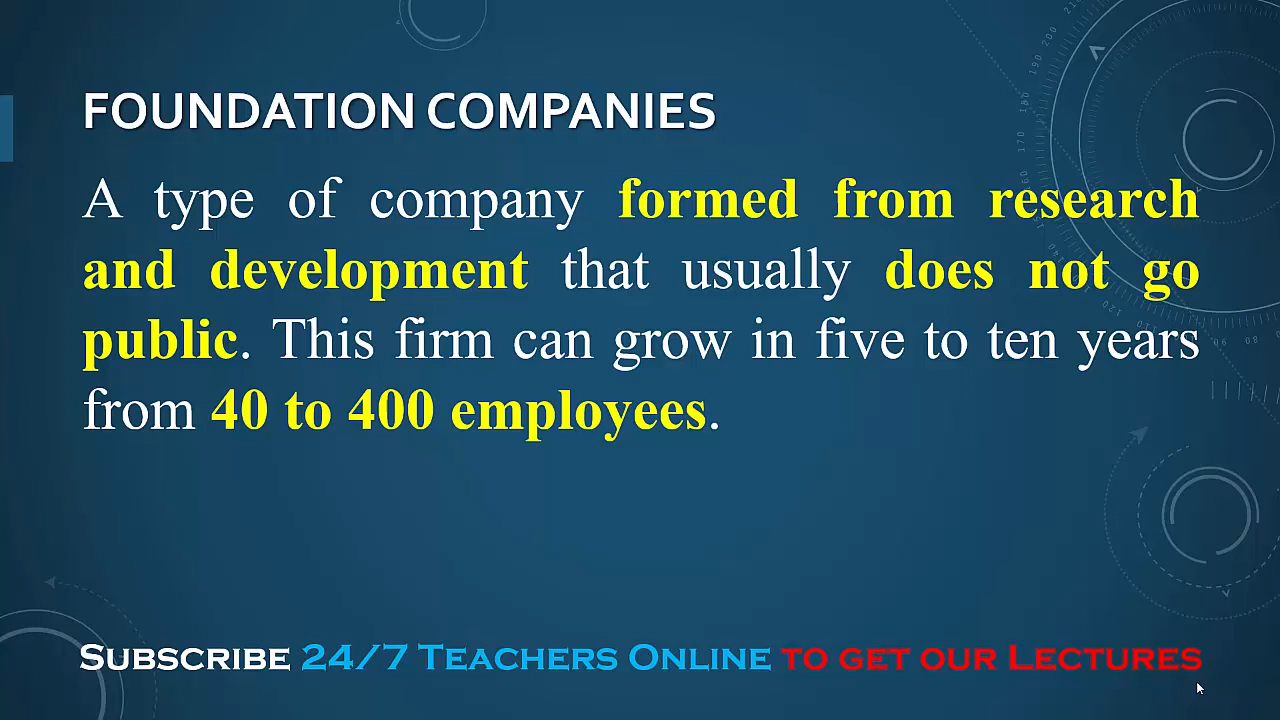 FOUNDATION COMPANIES
A type of company formed from research
and development that usually does not go
public. This firm can grow in five to ten years
from 40 to 400 employees.
SUBSCRIBE 24/7 TEACHERS ONLINE TO GET OUR LECTURES